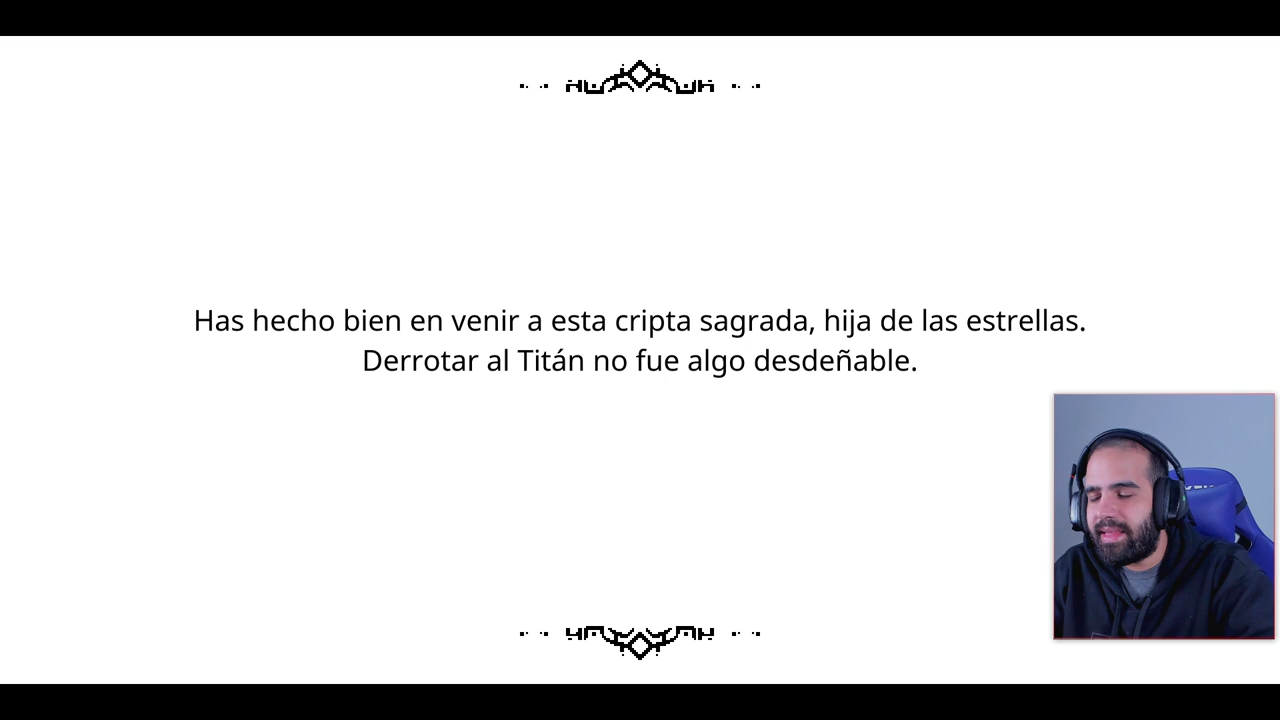 Has hecho bien en venir a esta cripta sagrada, hija de las estrellas.
Derrotar al Titán no fue algo desdeñable.